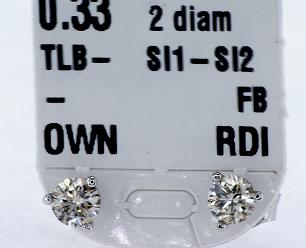 0.33 2 diam
TLB- SI1-SI2
- FB
OWN RDI